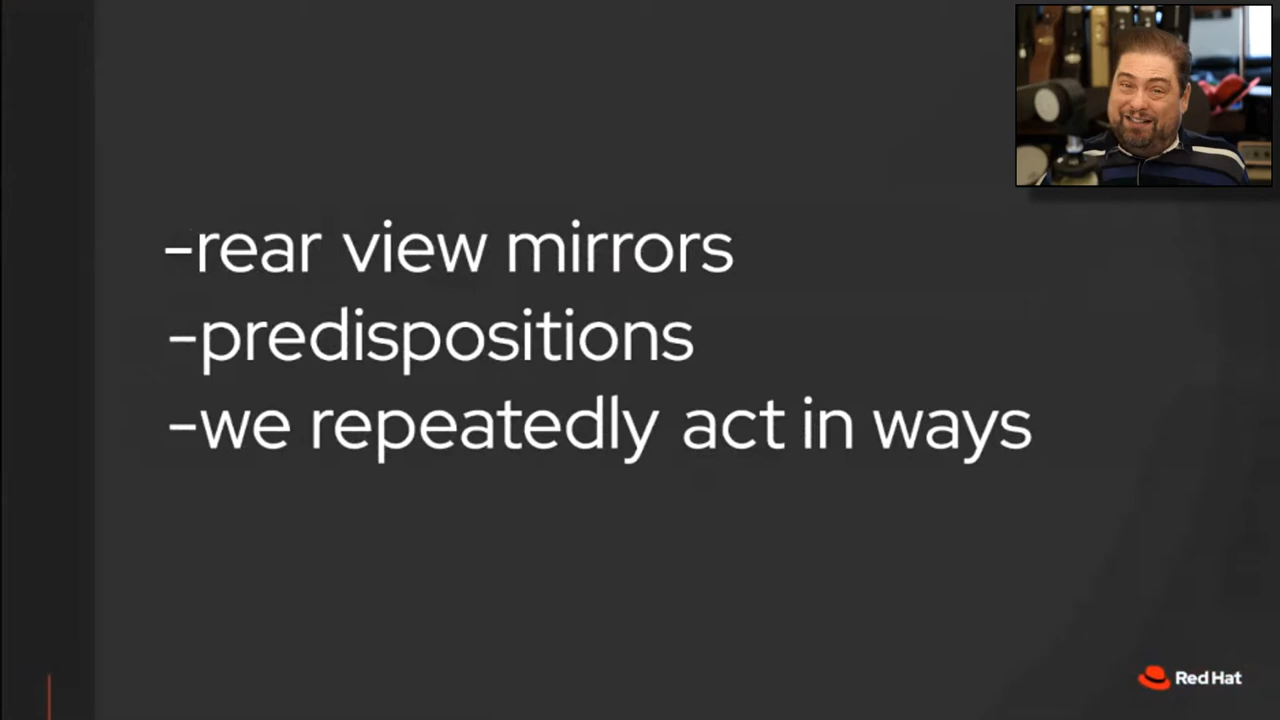 -rear view mirrors
-predispositions
-we repeatedly act in ways
Red Hat